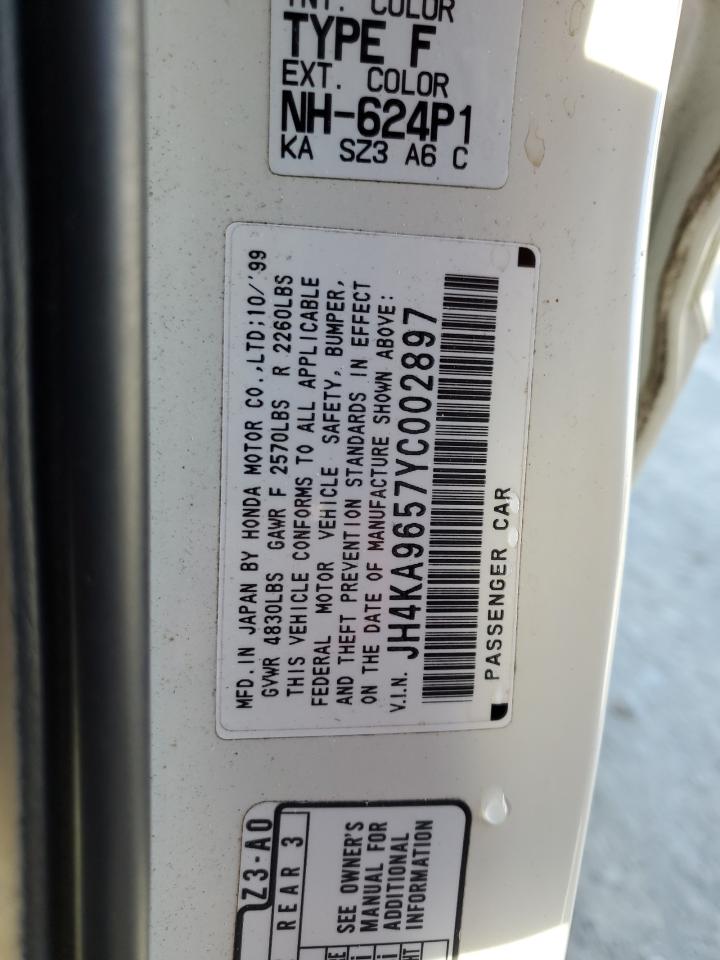 INT. COLOR
TYPE F
EXT. COLOR
NH-624P1
KA SZ3 A6 C
MFD.IN JAPAN BY HONDA MOTOR CO.,LTD;10/'99
GVWR 4830LBS GAWR F 2570LBS R 2260LBS
THIS VEHICLE CONFORMS TO ALL APPLICABLE
FEDERAL MOTOR VEHICLE SAFETY, BUMPER,
AND THEFT PREVENTION STANDARDS IN EFFECT
ON THE DATE OF MANUFACTURE SHOWN ABOVE:
V.I.N. JH4KA9657YC002897
PASSENGER CAR
Z3-A0
REAR 3
SEE OWNER'S
MANUAL FOR
ADDITIONAL
INFORMATION